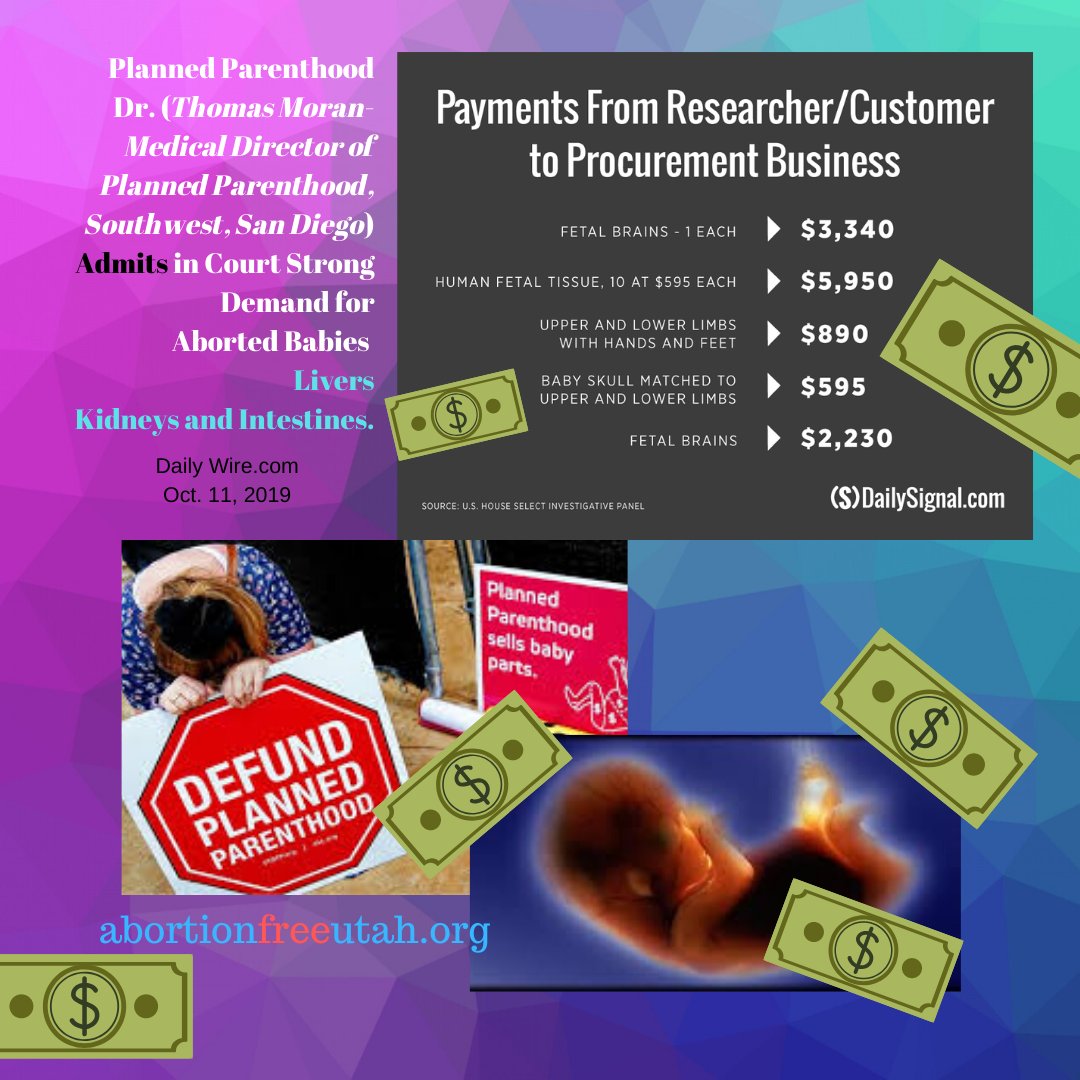 Planned Parenthood
Dr. (Thomas Moran-
Medical Director of
Planned Parenthood,
Southwest, San Diego)
Admits in Court Strong
Demand for
Aborted Babies
Livers
Kidneys and Intestines.
Daily Wire.com
Oct. 11, 2019
Payments From Researcher/Customer
to Procurement Business
FETAL BRAINS - 1 EACH $3,340
HUMAN FETAL TISSUE, 10 AT $595 EACH $5,950
UPPER AND LOWER LIMBS
WITH HANDS AND FEET $890
BABY SKULL MATCHED TO
UPPER AND LOWER LIMBS $595
FETAL BRAINS $2,230
SOURCE: U.S. HOUSE SELECT INVESTIGATIVE PANEL
(S) DailySignal.com
Planned
Parenthood
sells baby
parts.
DEFUND
PLANNED
PARENTHOOD
abortionfreeutah.org
$
$
$
$
$
$